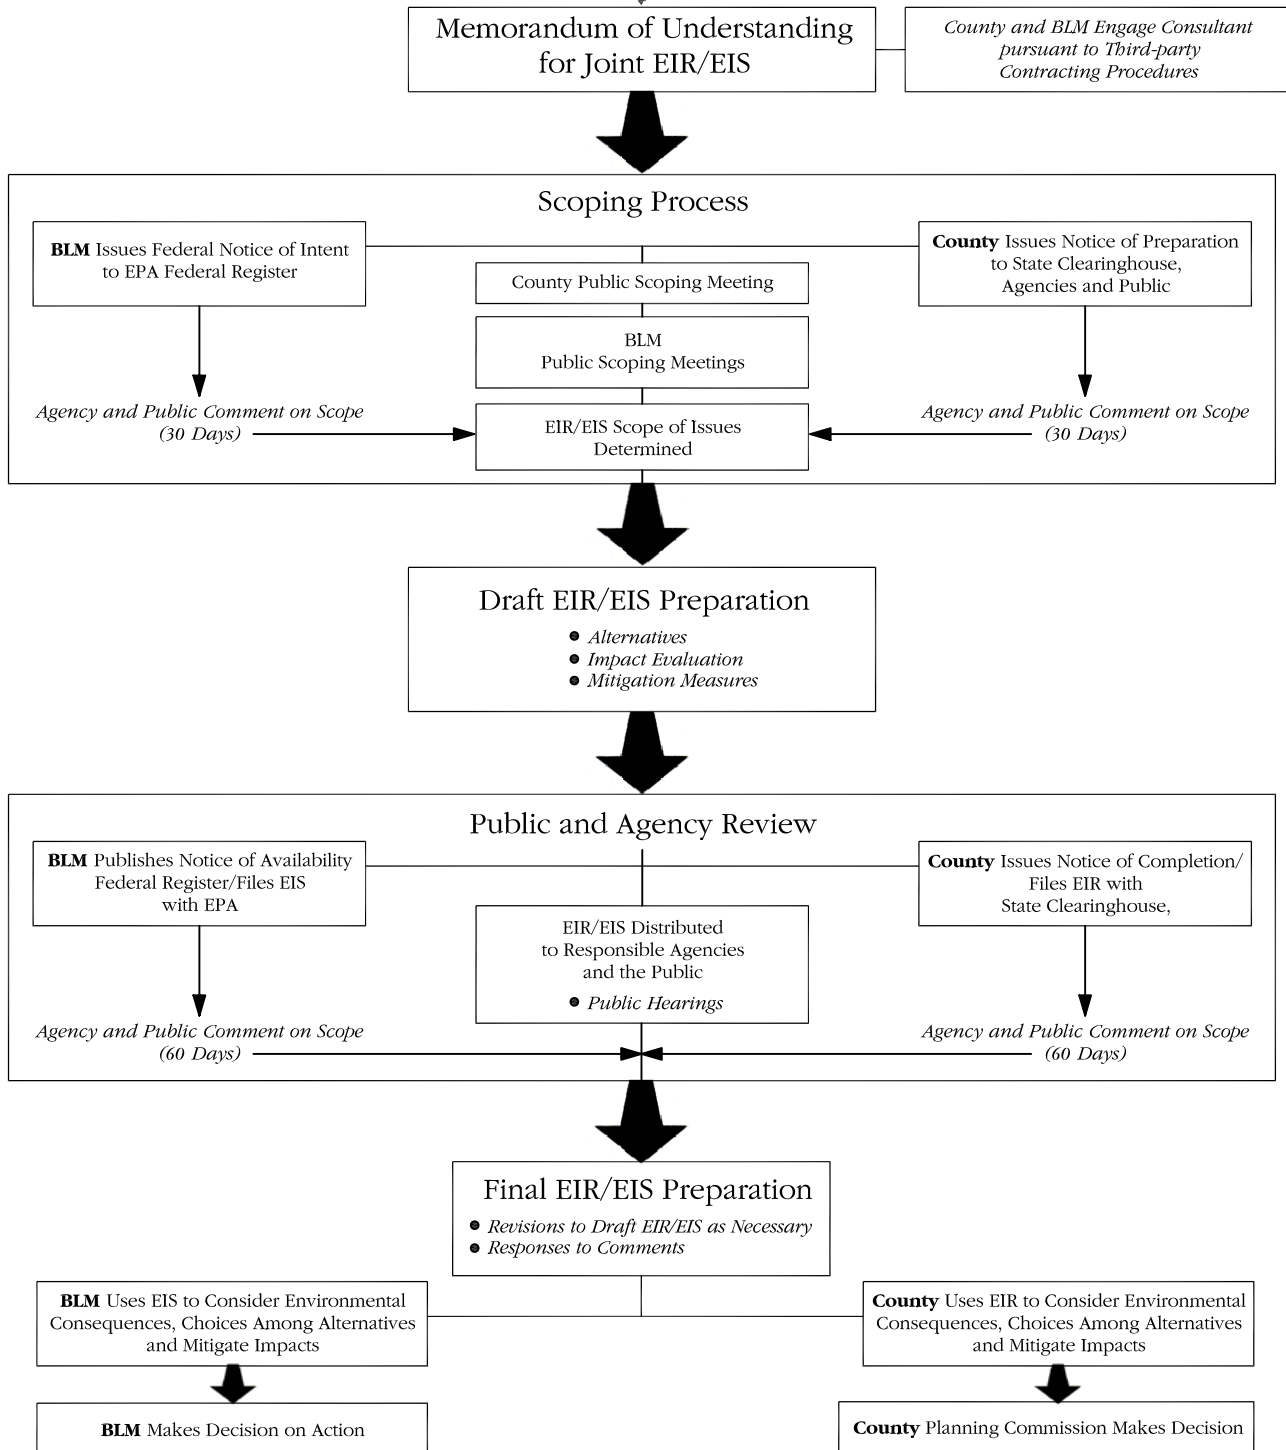 Memorandum of Understanding
for Joint EIR/EIS
County and BLM Engage Consultant
pursuant to Third-party
Contracting Procedures
Scoping Process
BLM Issues Federal Notice of Intent
to EPA Federal Register
County Issues Notice of Preparation
to State Clearinghouse,
Agencies and Public
County Public Scoping Meeting
BLM
Public Scoping Meetings
Agency and Public Comment on Scope
(30 Days)
EIR/EIS Scope of Issues
Determined
Agency and Public Comment on Scope
(30 Days)
Draft EIR/EIS Preparation
● Alternatives
● Impact Evaluation
● Mitigation Measures
Public and Agency Review
BLM Publishes Notice of Availability
Federal Register/Files EIS
with EPA
County Issues Notice of Completion/
Files EIR with
State Clearinghouse,
EIR/EIS Distributed
to Responsible Agencies
and the Public
● Public Hearings
Agency and Public Comment on Scope
(60 Days)
Agency and Public Comment on Scope
(60 Days)
Final EIR/EIS Preparation
● Revisions to Draft EIR/EIS as Necessary
● Responses to Comments
BLM Uses EIS to Consider Environmental
Consequences, Choices Among Alternatives
and Mitigate Impacts
County Uses EIR to Consider Environmental
Consequences, Choices Among Alternatives
and Mitigate Impacts
BLM Makes Decision on Action
County Planning Commission Makes Decision